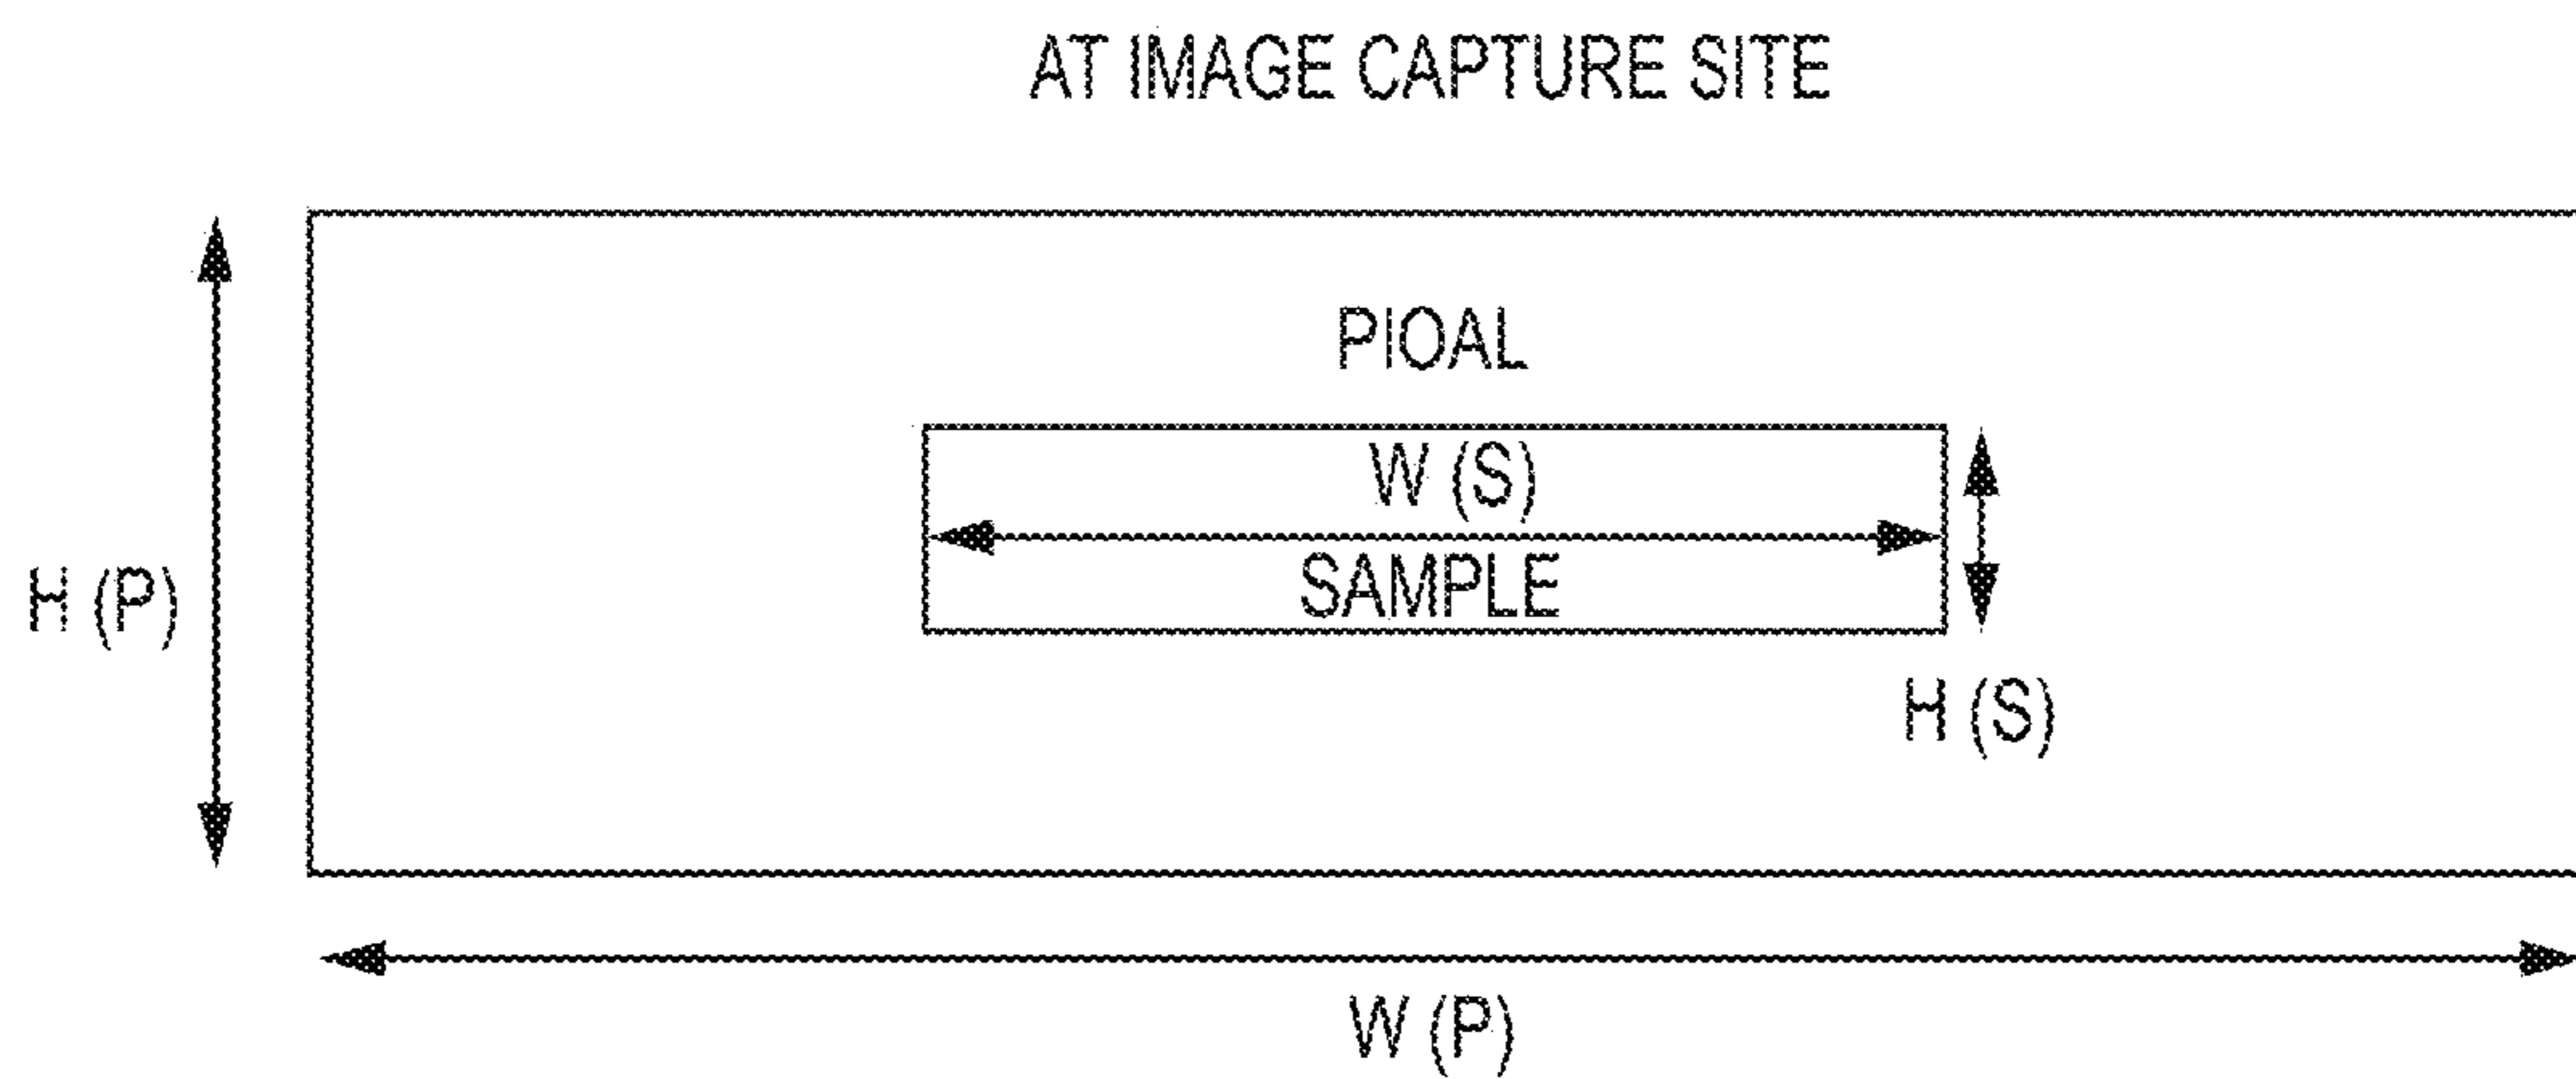 AT IMAGE CAPTURE SITE
PIOAL
W (S)
SAMPLE
H (P)
H (S)
W (P)